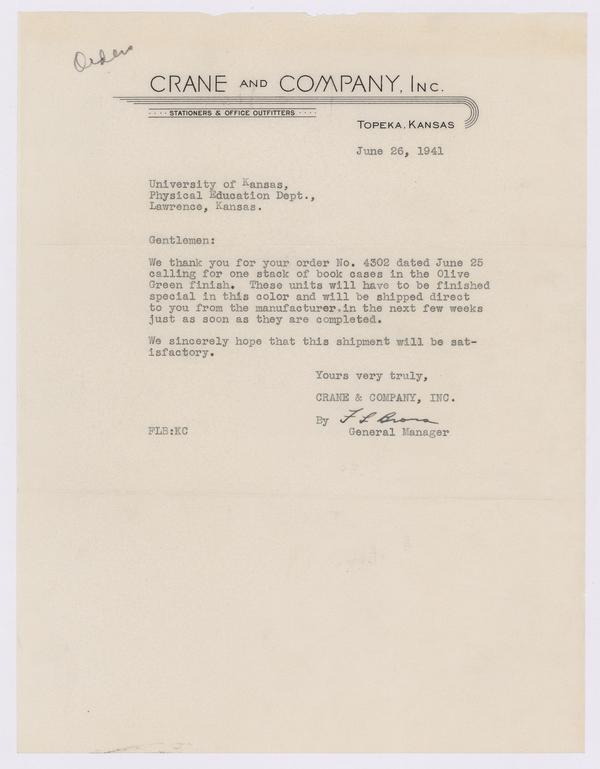 Orders
CRANE AND COMPANY, INC.
STATIONERS & OFFICE OUTFITTERS
TOPEKA, KANSAS
June 26, 1941
University of Kansas,
Physical Education Dept.,
Lawrence, Kansas.
Gentlemen:
We thank you for your order No. 4302 dated June 25
calling for one stack of book cases in the Olive
Green finish. These units will have to be finished
special in this color and will be shipped direct
to you from the manufacturer in the next few weeks
just as soon as they are completed.
We sincerely hope that this shipment will be sat-
isfactory.
Yours very truly,
CRANE & COMPANY, INC.
By F L
General Manager
FLB:KC